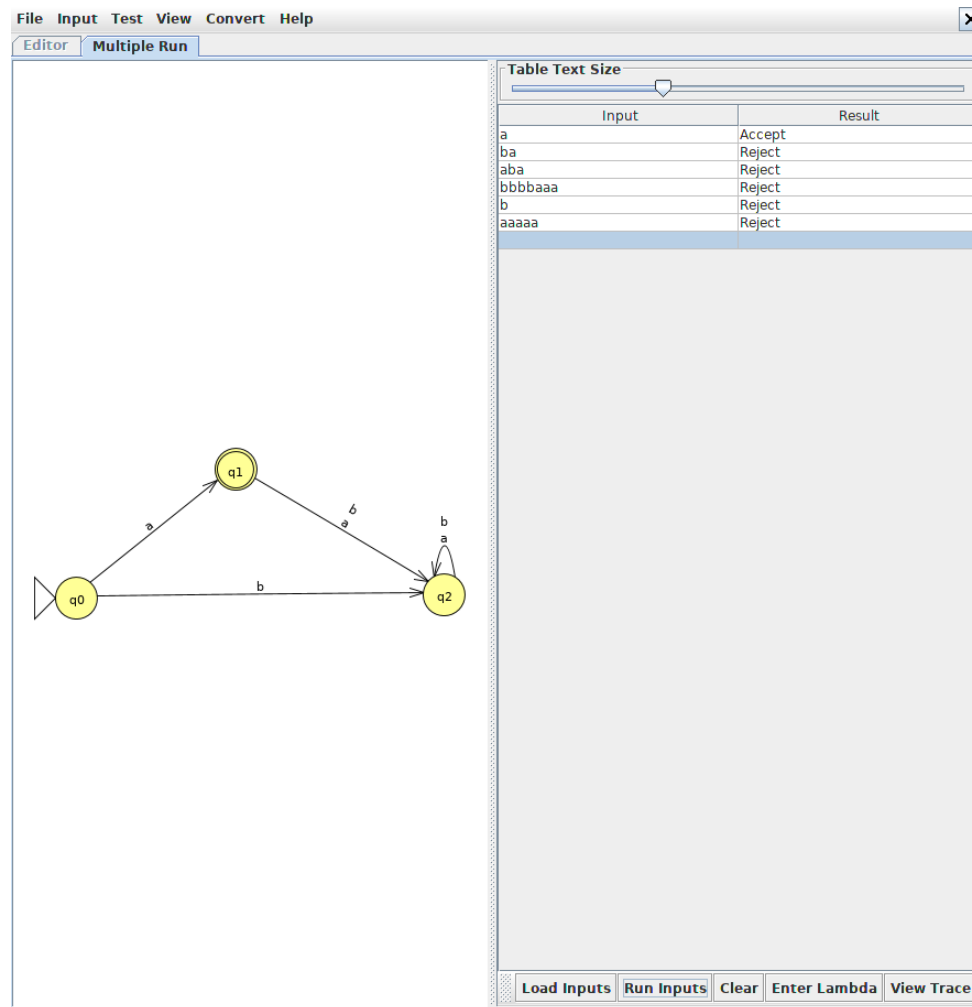 File Input Test View Convert Help
Editor Multiple Run
Table Text Size
Input Result
a Accept
ba Reject
aba Reject
bbbbaaa Reject
b Reject
aaaaa Reject
q1
b
a
a
b
a
b
q0
q2
Load Inputs Run Inputs Clear Enter Lambda View Trace